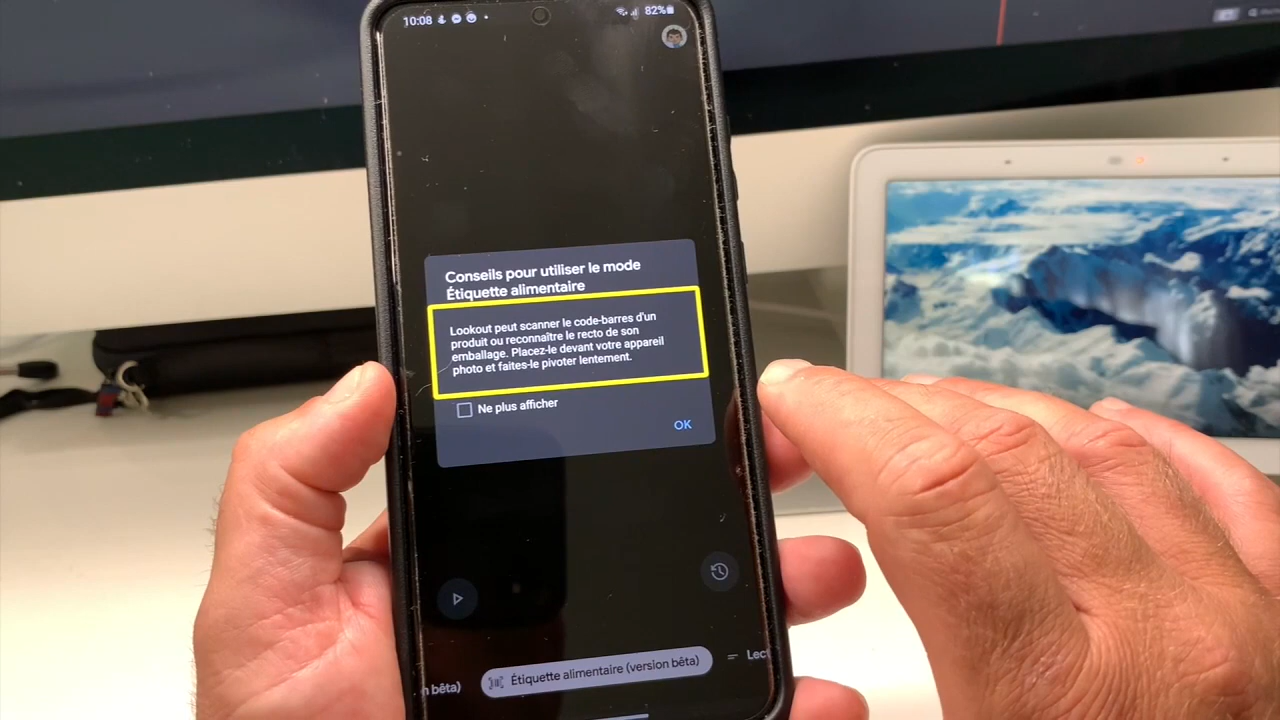 10:08
82%
Conseils pour utiliser le mode
Étiquette alimentaire
Lookout peut scanner le code-barres d'un
produit ou reconnaître le recto de son
emballage. Placez-le devant votre appareil
photo et faites-le pivoter lentement.
Ne plus afficher
OK
n bêta)
Étiquette alimentaire (version bêta)
Lec